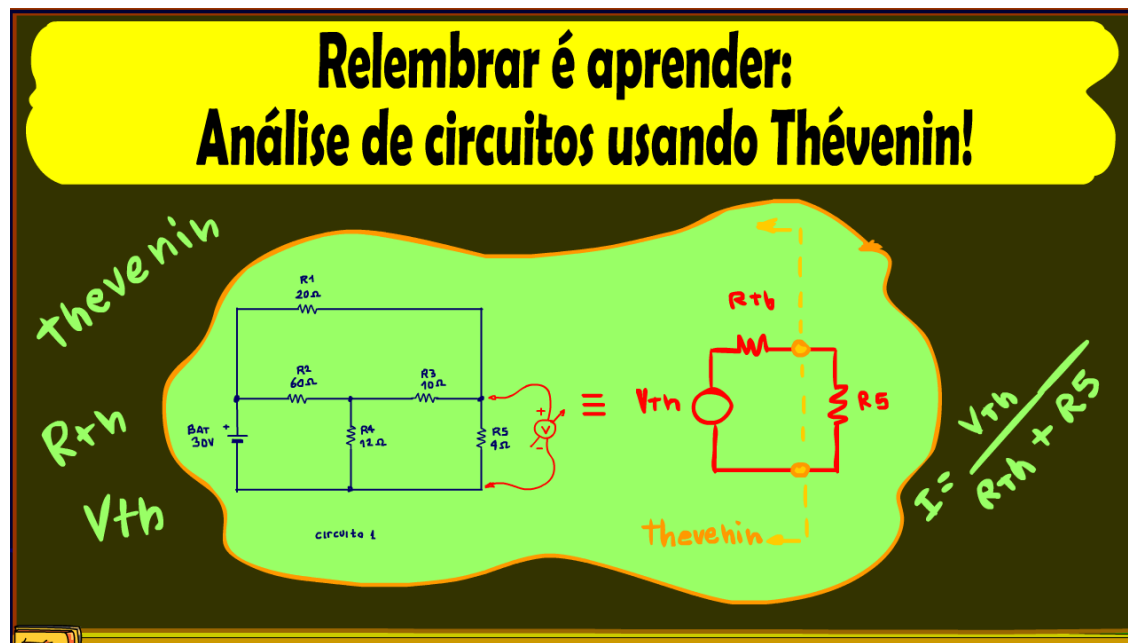 Relembrar é aprender:
Análise de circuitos usando Thévenin!
thevenin
Rth
Vth
R1
20Ω
R2
60Ω
R3
10Ω
BAT
30V
+
R4
12Ω
R5
4Ω
+
V
-
circuito 1
≡
Rth
VTh
R5
Thevenin
I= VTh
RTh + R5